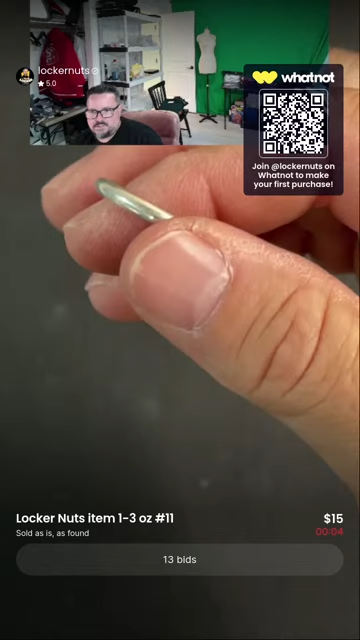 lockernuts
5.0
whatnot
Join @lockernuts on
Whatnot to make
your first purchase!
Locker Nuts item 1-3 oz #11
$15
Sold as is, as found
00:04
13 bids